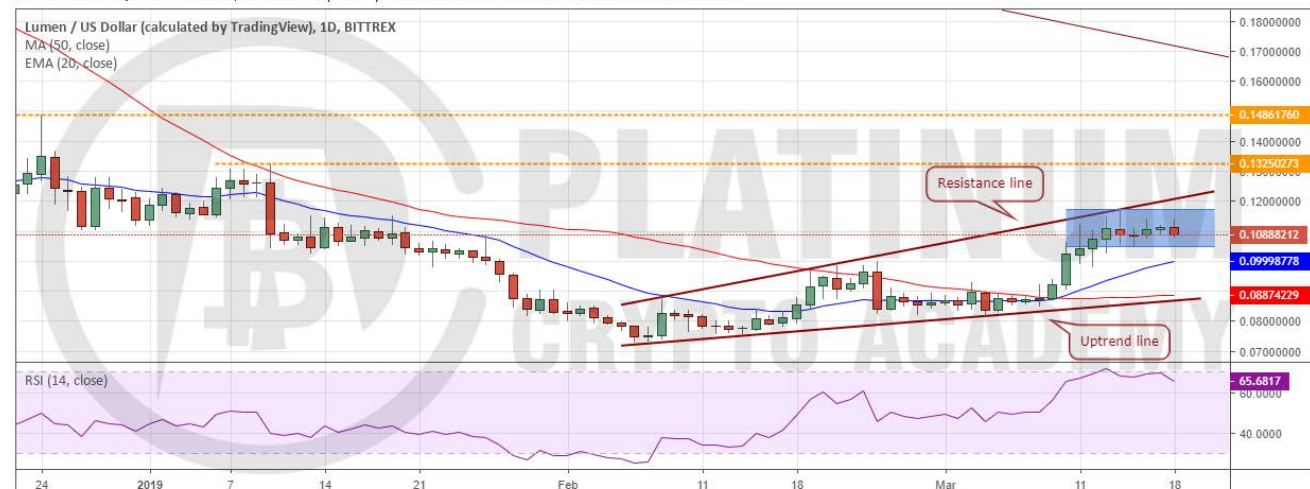 Lumen / US Dollar (calculated by TradingView), 1D, BITTREX
MA (50, close)
EMA (20, close)
PLATINUM
CRYPTO ACADEMY
Resistance line
Uptrend line
0.18000000
0.17000000
0.16000000
0.14861760
0.14000000
0.13250273
0.13000000
0.12000000
0.10888212
0.09998778
0.08874229
0.08000000
0.07000000
RSI (14, close)
65.6817
60.0000
40.0000
24
2019
7
14
21
Feb
11
18
Mar
11
18